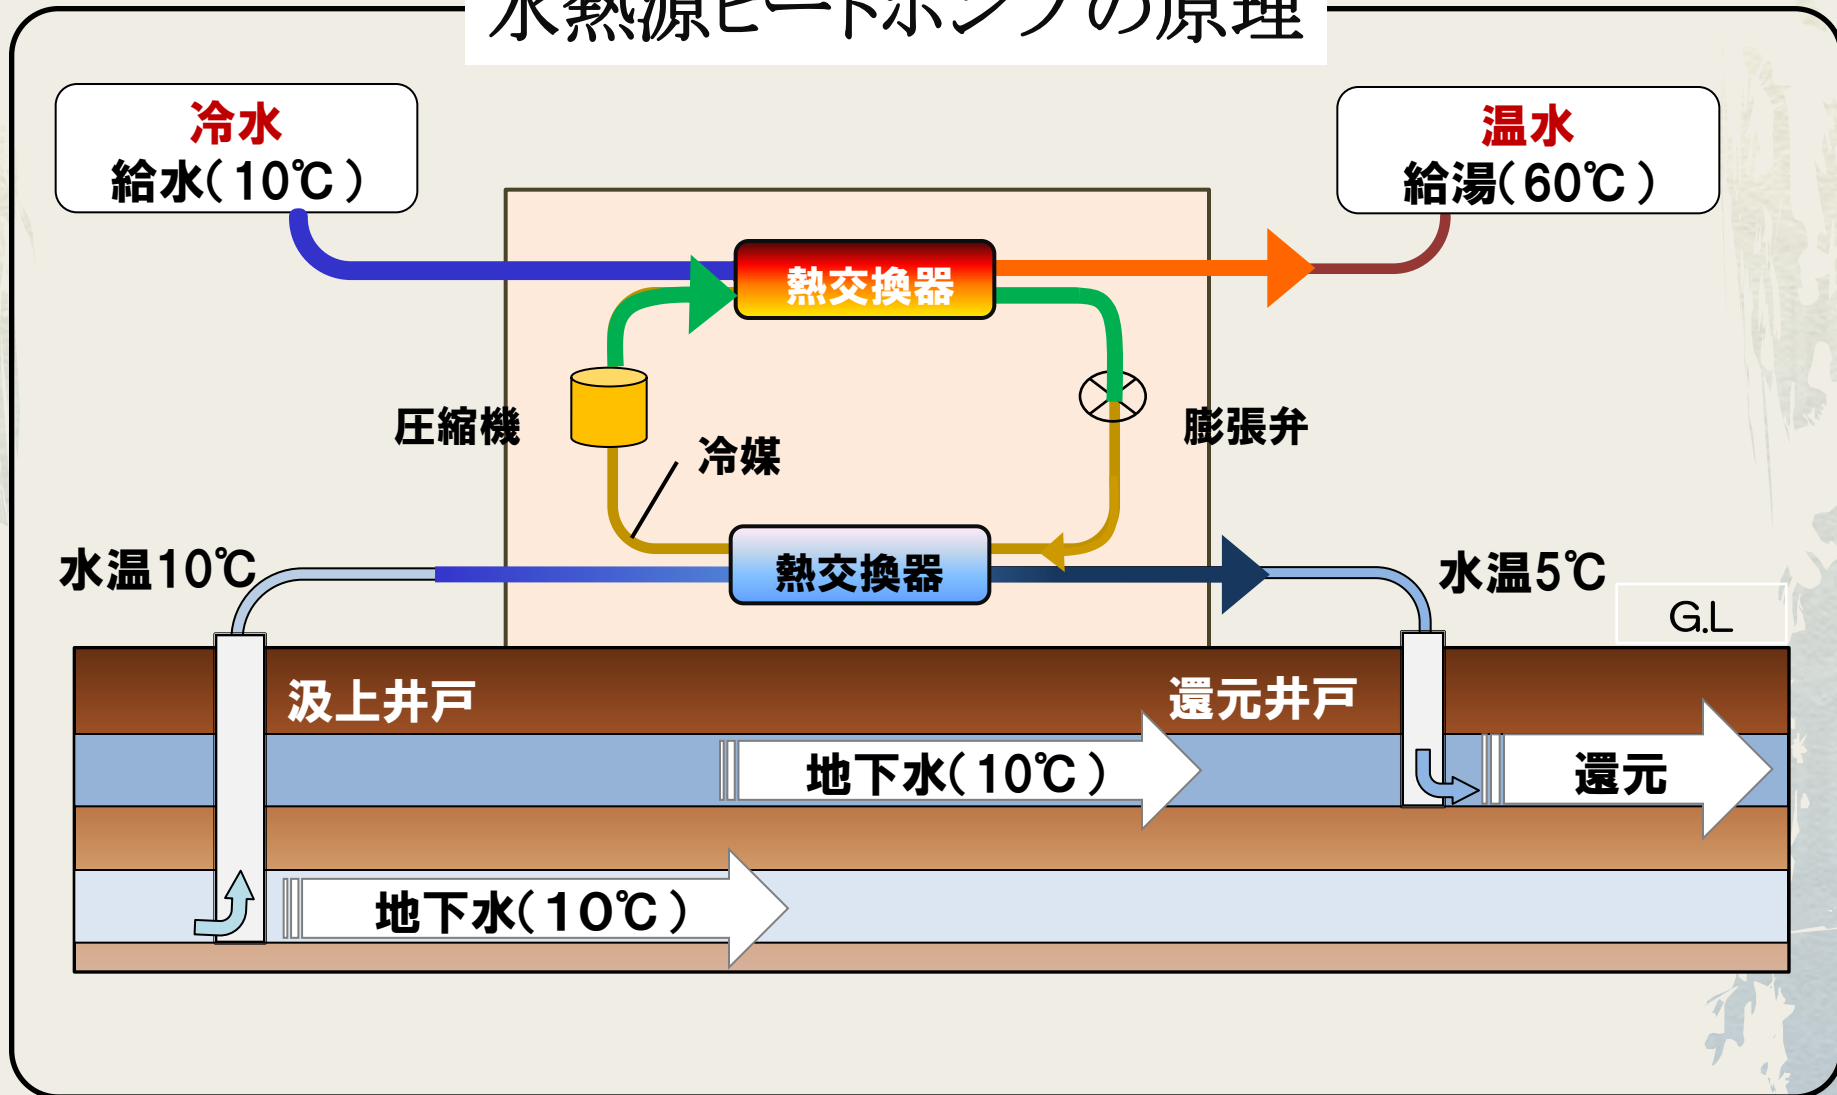 水熱源ヒートポンプの原理
冷水
給水(10℃)
温水
給湯(60℃)
熱交換器
圧縮機
膨張弁
冷媒
水温10℃
熱交換器
水温5℃
G.L
汲上井戸
還元井戸
地下水(10℃)
還元
地下水(10℃)